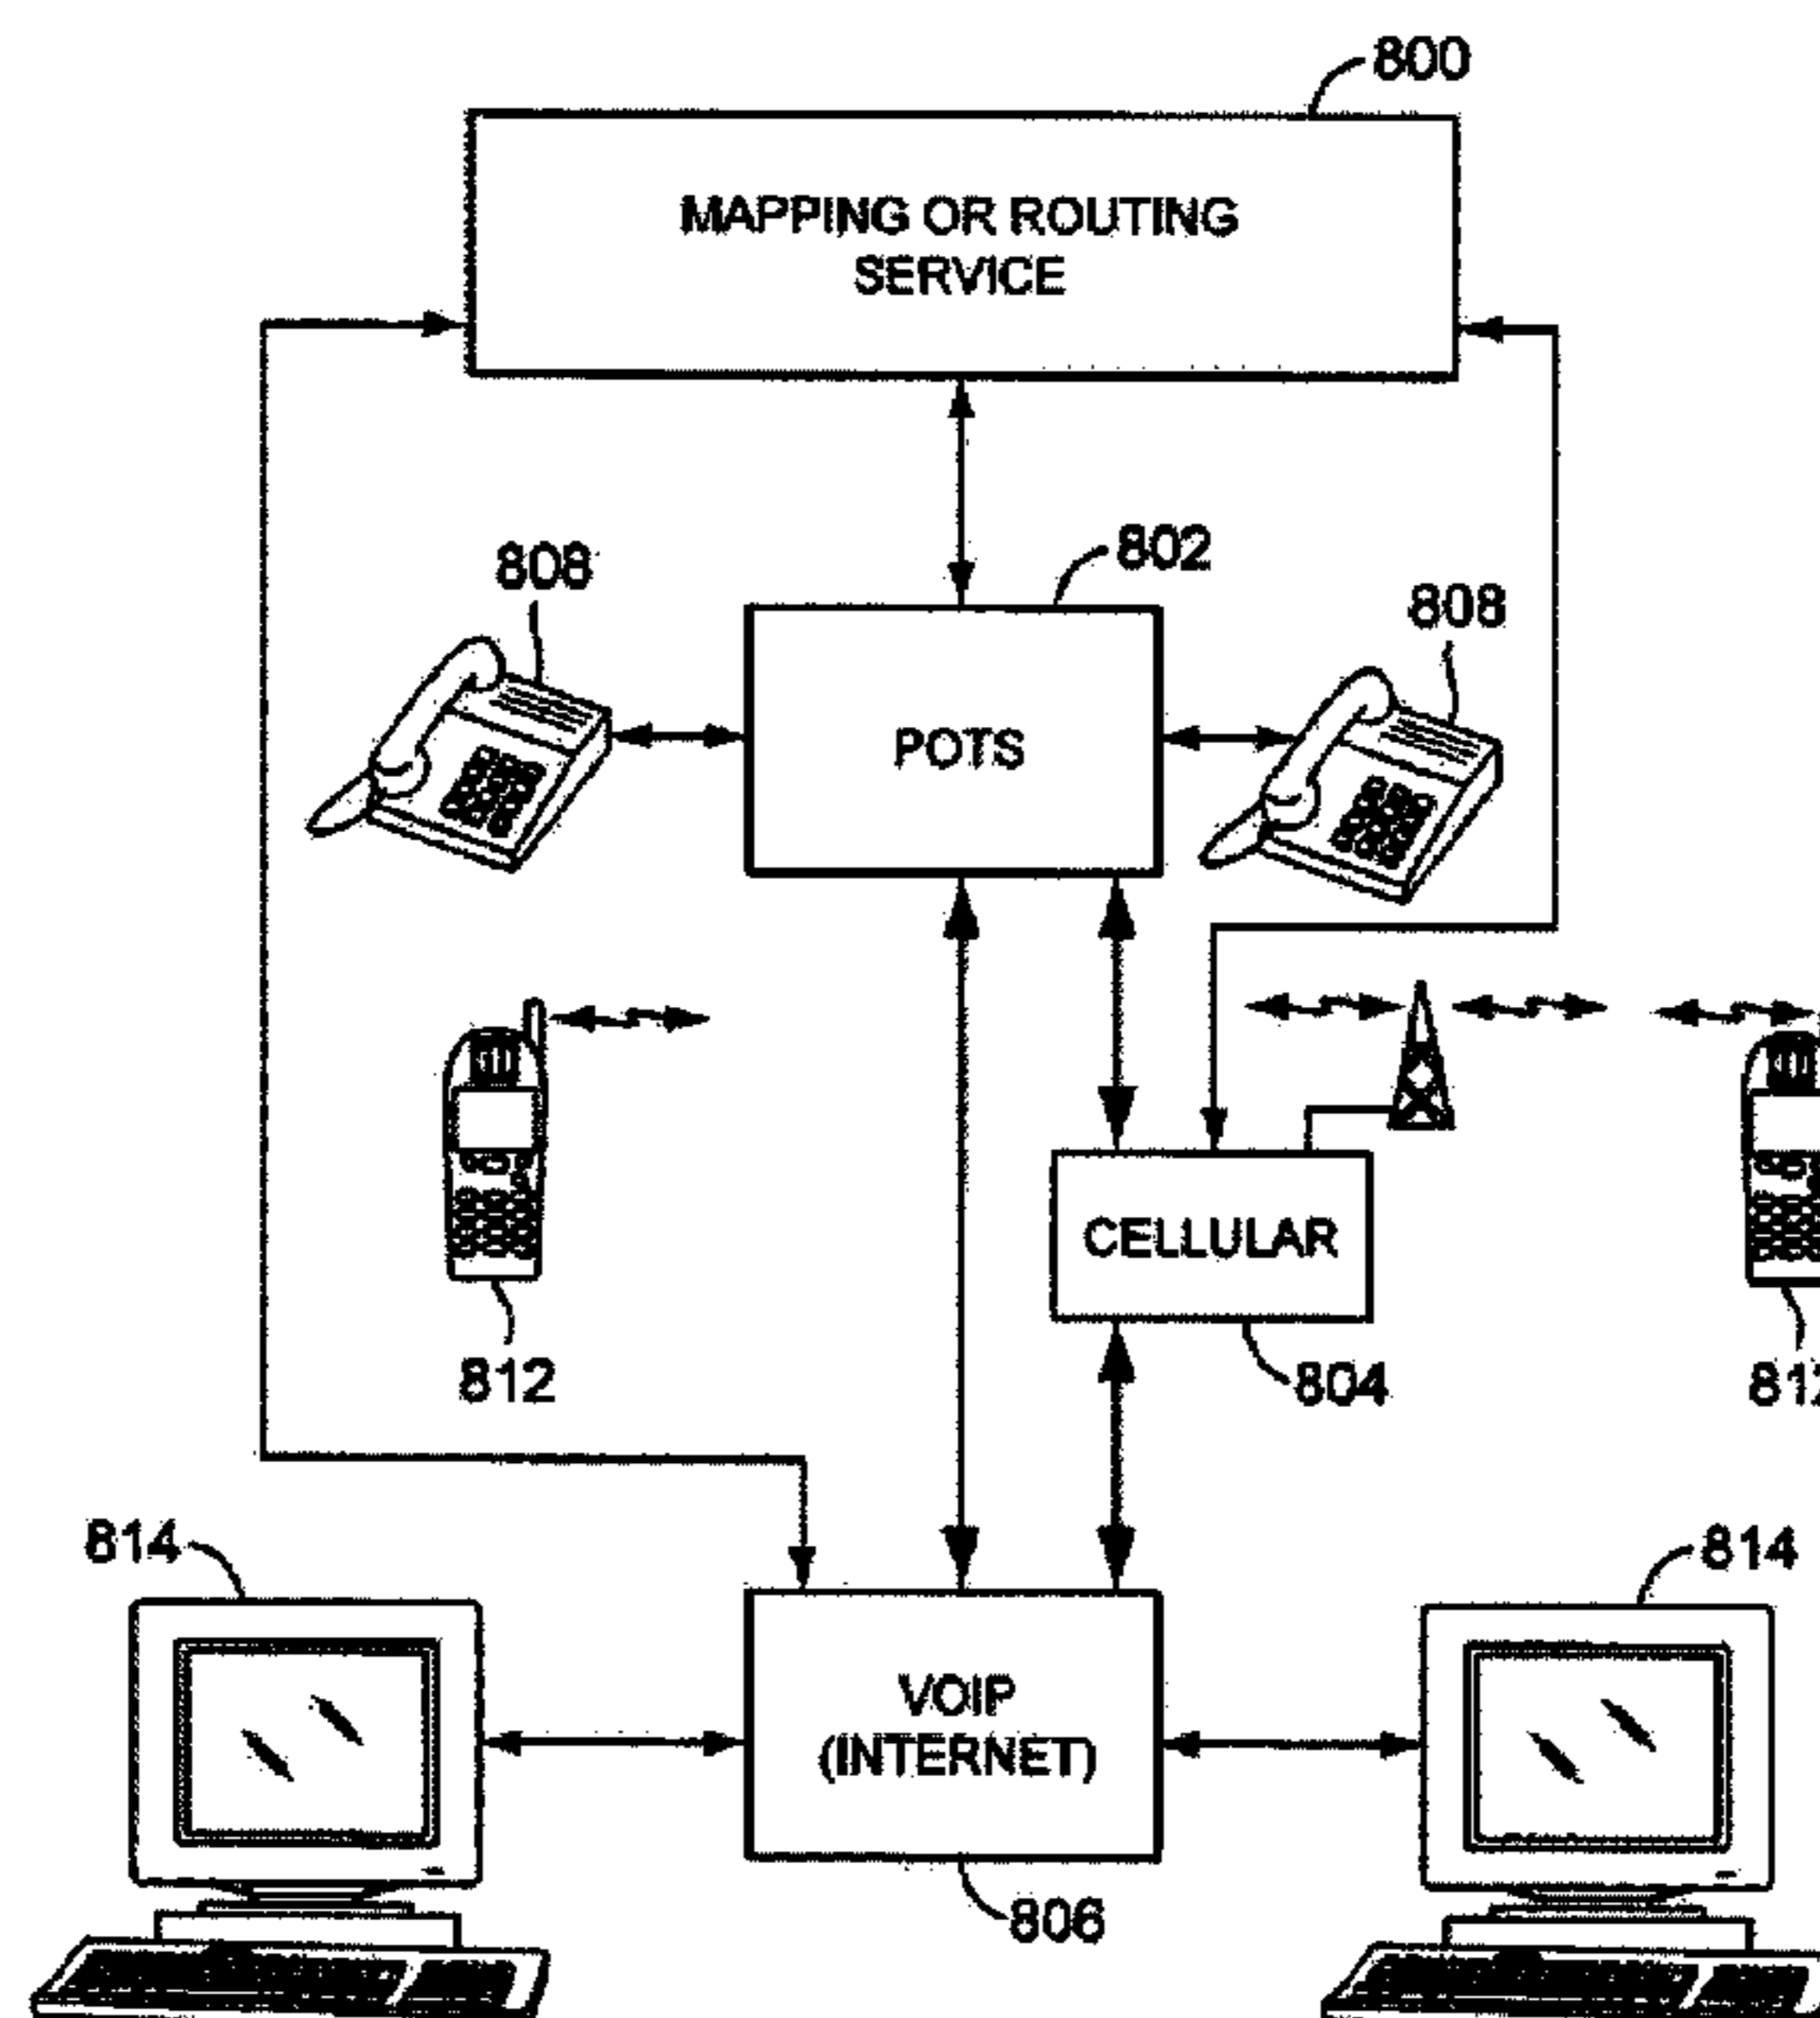 800
MAPPING OR ROUTING
SERVICE
802
808
808
POTS
CELLULAR
812
804
814
814
VOIP
(INTERNET)
806